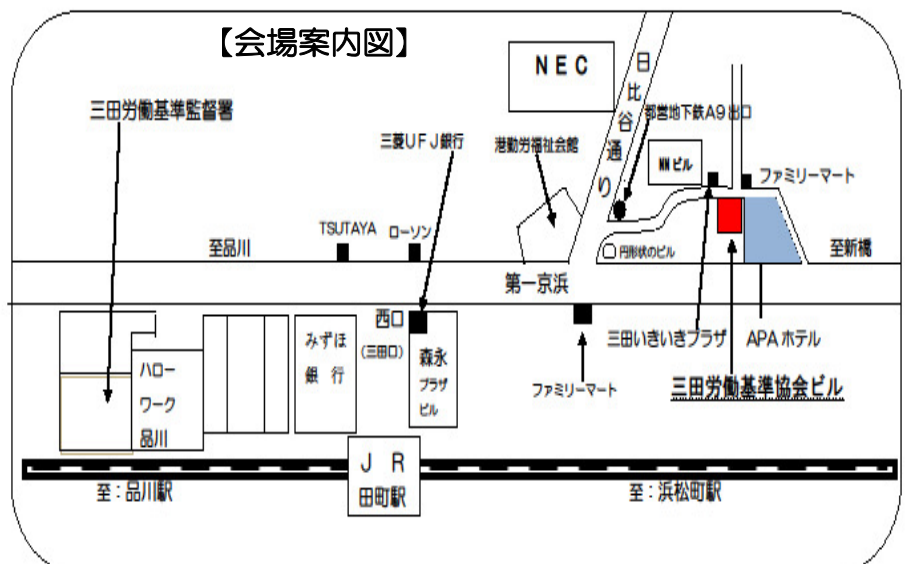 【会場案内図】
NEC
日比谷通り
三田労働基準監督署
都営地下鉄A9出口
三菱UFJ銀行
港勤労福祉会館
NNビル
ファミリーマート
TSUTAYA
ローソン
至品川
円形状のビル
至新橋
第一京浜
西口
(三田口)
みずほ
銀行
森永
プラザ
ビル
三田いきいきプラザ
APAホテル
ハロー
ワーク
品川
ファミリーマート
三田労働基準協会ビル
JR
田町駅
至:品川駅
至:浜松町駅